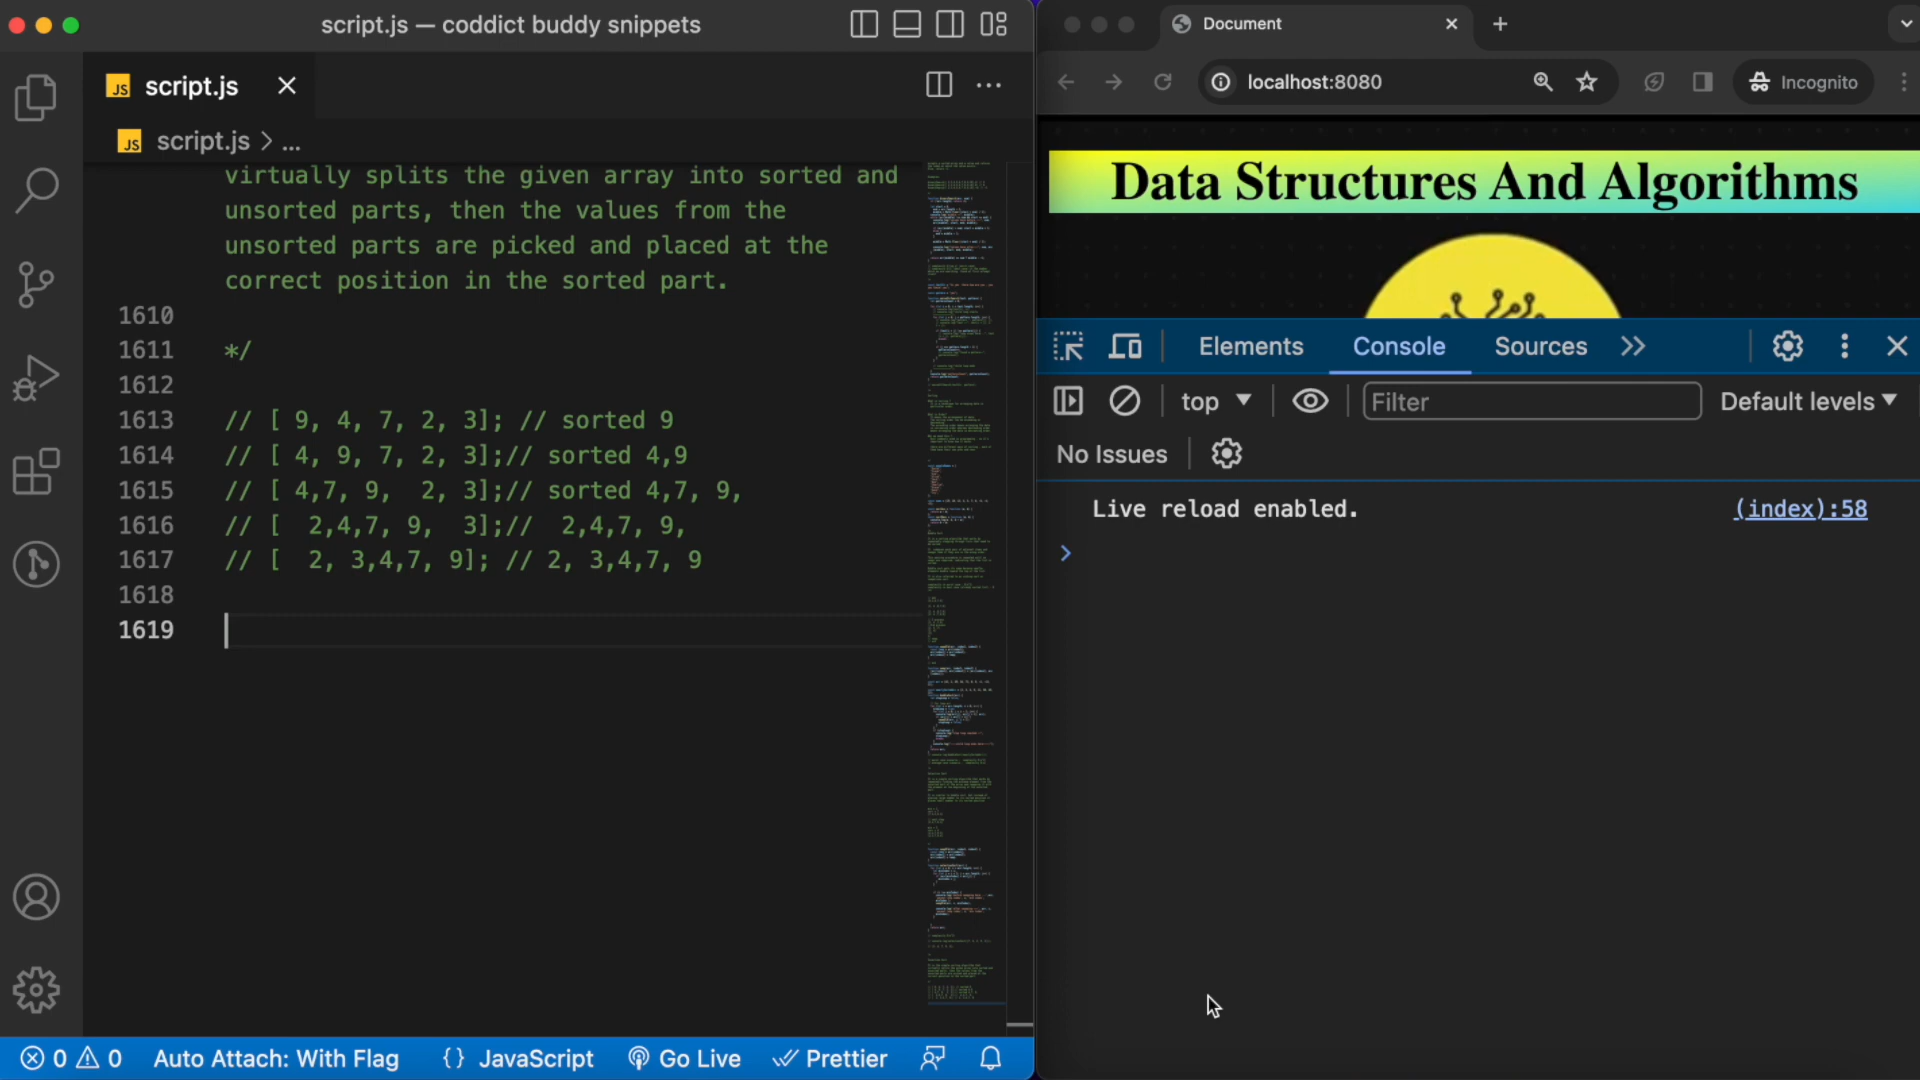 script.js — coddict buddy snippets
JS script.js
JS script.js > ...
virtually splits the given array into sorted and
unsorted parts, then the values from the
unsorted parts are picked and placed at the
correct position in the sorted part.
1610
1611 */
1612
1613 // [ 9, 4, 7, 2, 3]; // sorted 9
1614 // [ 4, 9, 7, 2, 3];// sorted 4,9
1615 // [ 4,7, 9,  2, 3];// sorted 4,7, 9,
1616 // [  2,4,7, 9,  3];//  2,4,7, 9,
1617 // [  2, 3,4,7, 9]; // 2, 3,4,7, 9
1618
1619
0 0 Auto Attach: With Flag {} JavaScript Go Live Prettier
Document
localhost:8080
Incognito
Data Structures And Algorithms
Elements Console Sources
top Filter Default levels
No Issues
Live reload enabled. (index):58